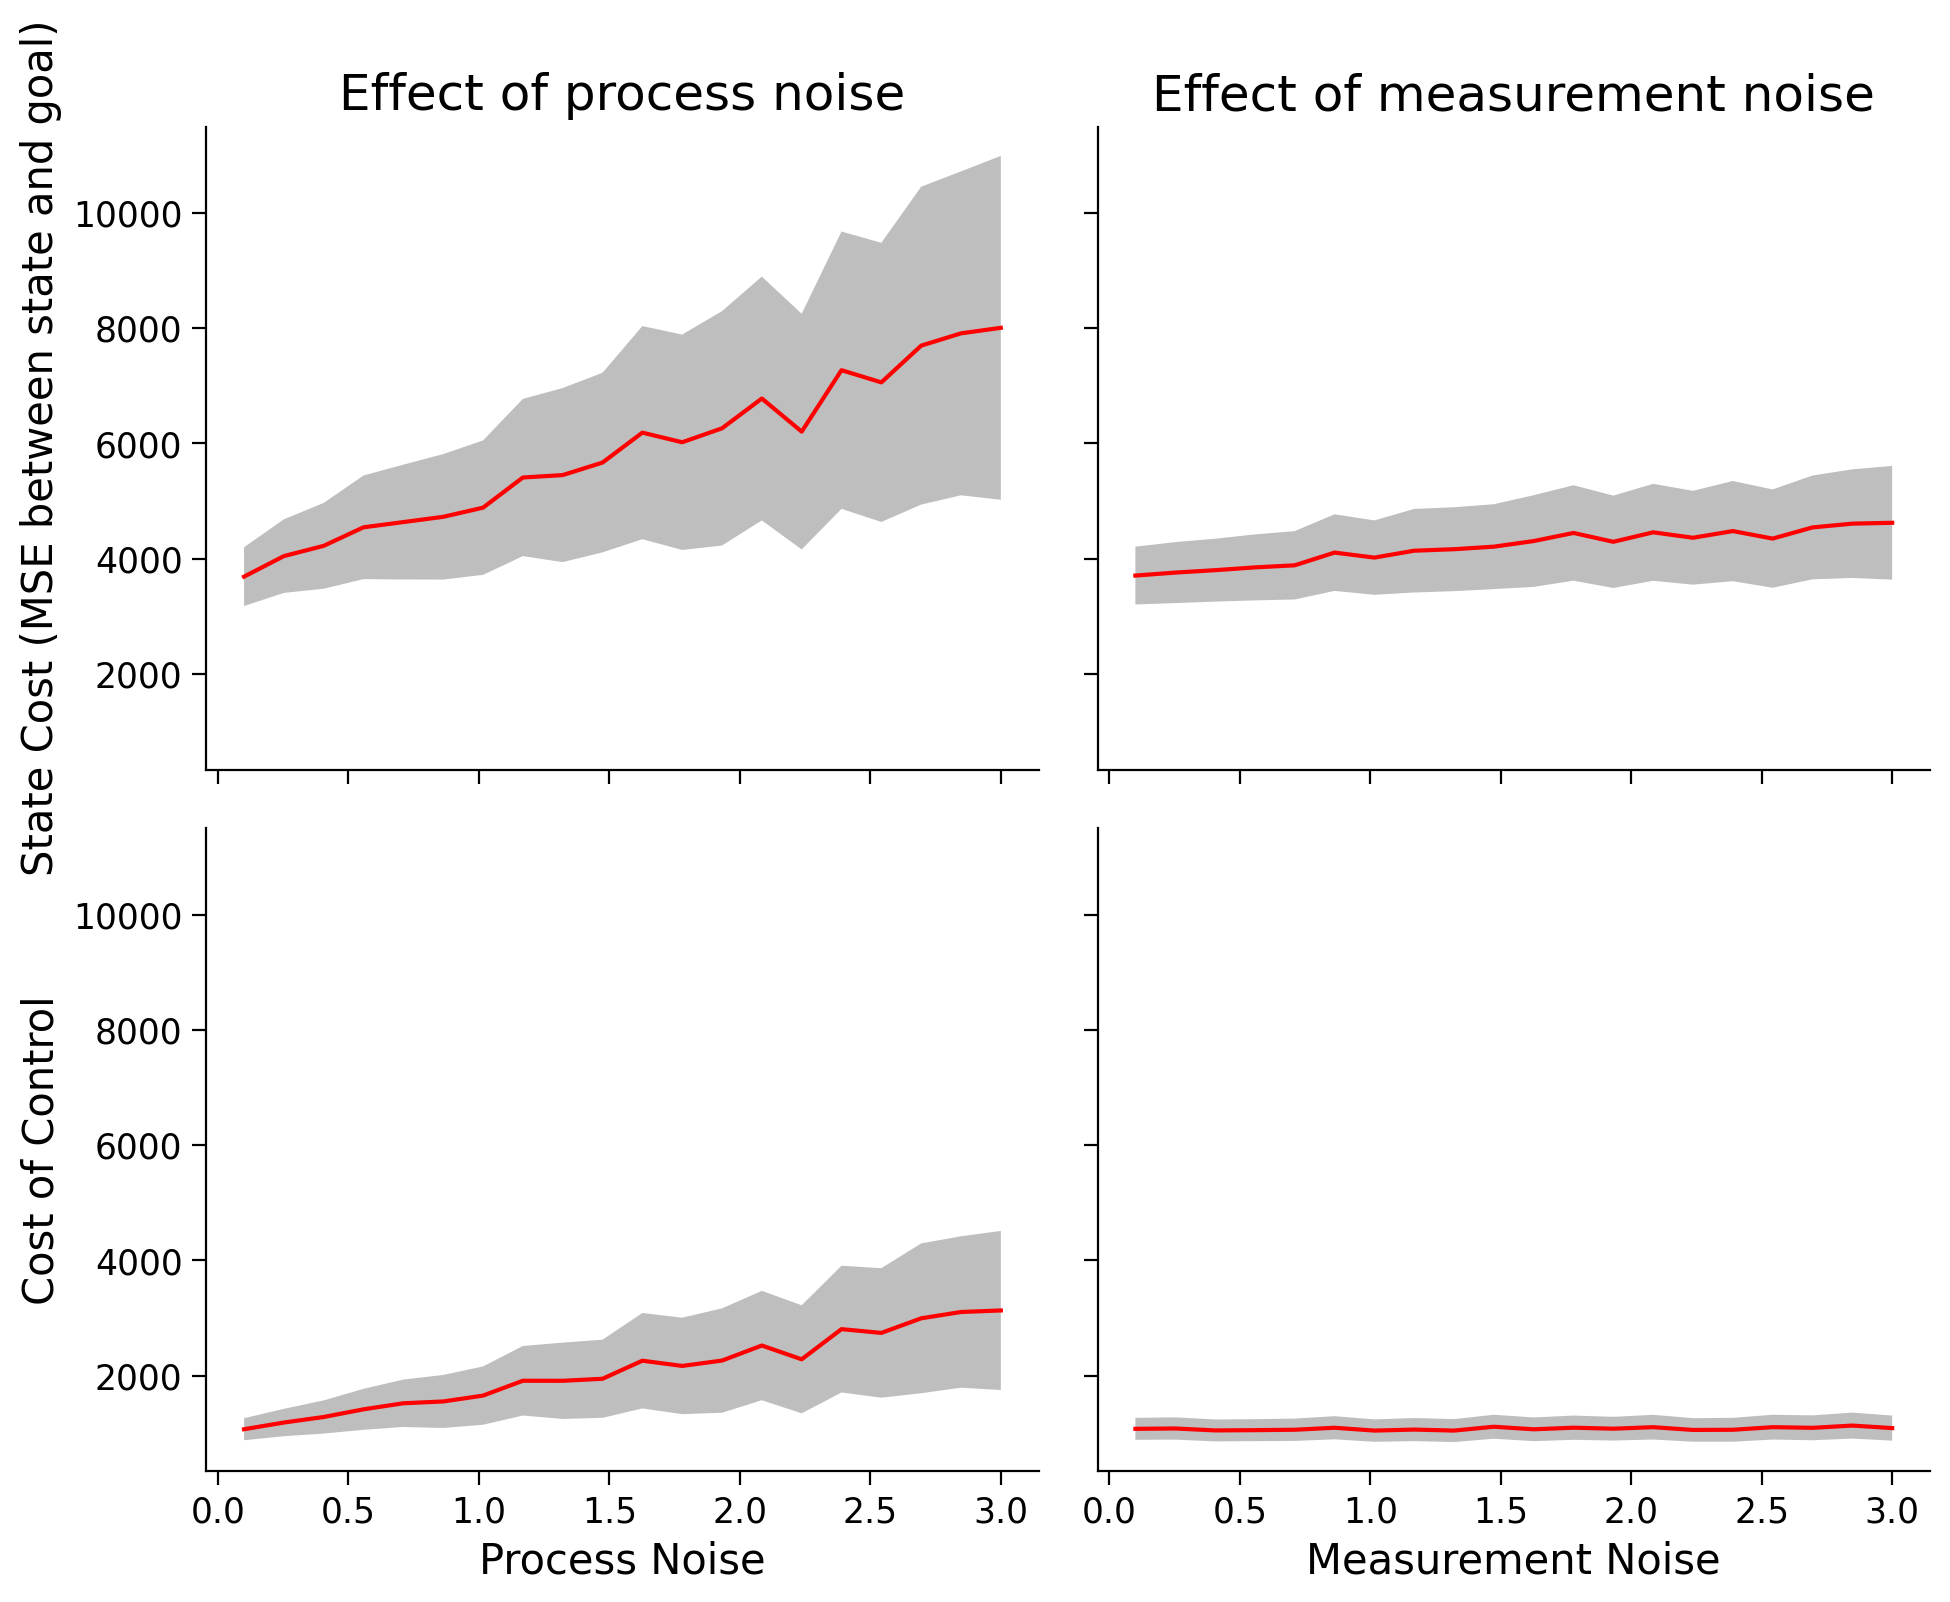 Effect of process noise
Effect of measurement noise
State Cost (MSE between state and goal)
10000
8000
6000
4000
2000
Cost of Control
10000
8000
6000
4000
2000
0.0 0.5 1.0 1.5 2.0 2.5 3.0
0.0 0.5 1.0 1.5 2.0 2.5 3.0
Process Noise
Measurement Noise